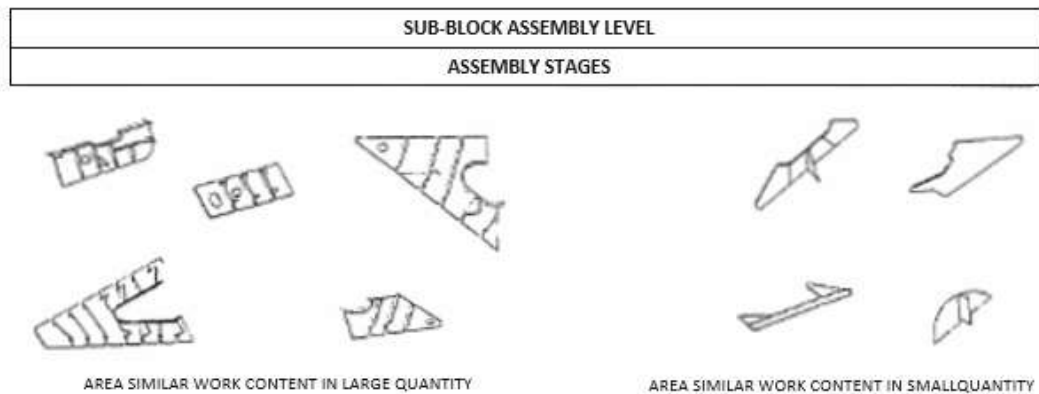 SUB-BLOCK ASSEMBLY LEVEL
ASSEMBLY STAGES
AREA SIMILAR WORK CONTENT IN LARGE QUANTITY
AREA SIMILAR WORK CONTENT IN SMALLQUANTITY